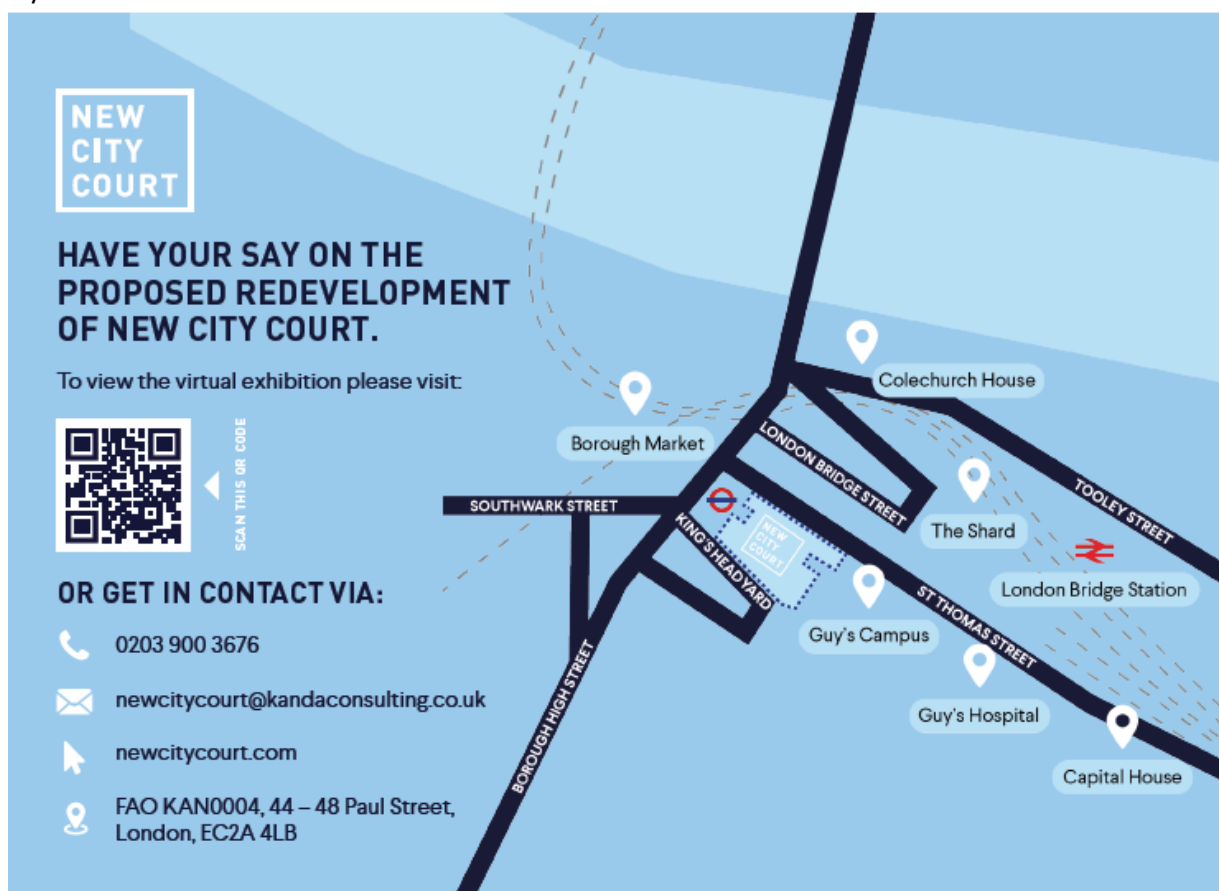 NEW
CITY
COURT
HAVE YOUR SAY ON THE
PROPOSED REDEVELOPMENT
OF NEW CITY COURT.
To view the virtual exhibition please visit:
SCAN THIS QR CODE
OR GET IN CONTACT VIA:
0203 900 3676
newcitycourt@kandaconsulting.co.uk
newcitycourt.com
FAO KAN0004, 44 – 48 Paul Street,
London, EC2A 4LB
Colechurch House
Borough Market
LONDON BRIDGE STREET
TOOLEY STREET
SOUTHWARK STREET
The Shard
KING'S HEAD YARD
NEW
CITY
COURT
London Bridge Station
ST THOMAS STREET
Guy's Campus
BOROUGH HIGH STREET
Guy's Hospital
Capital House